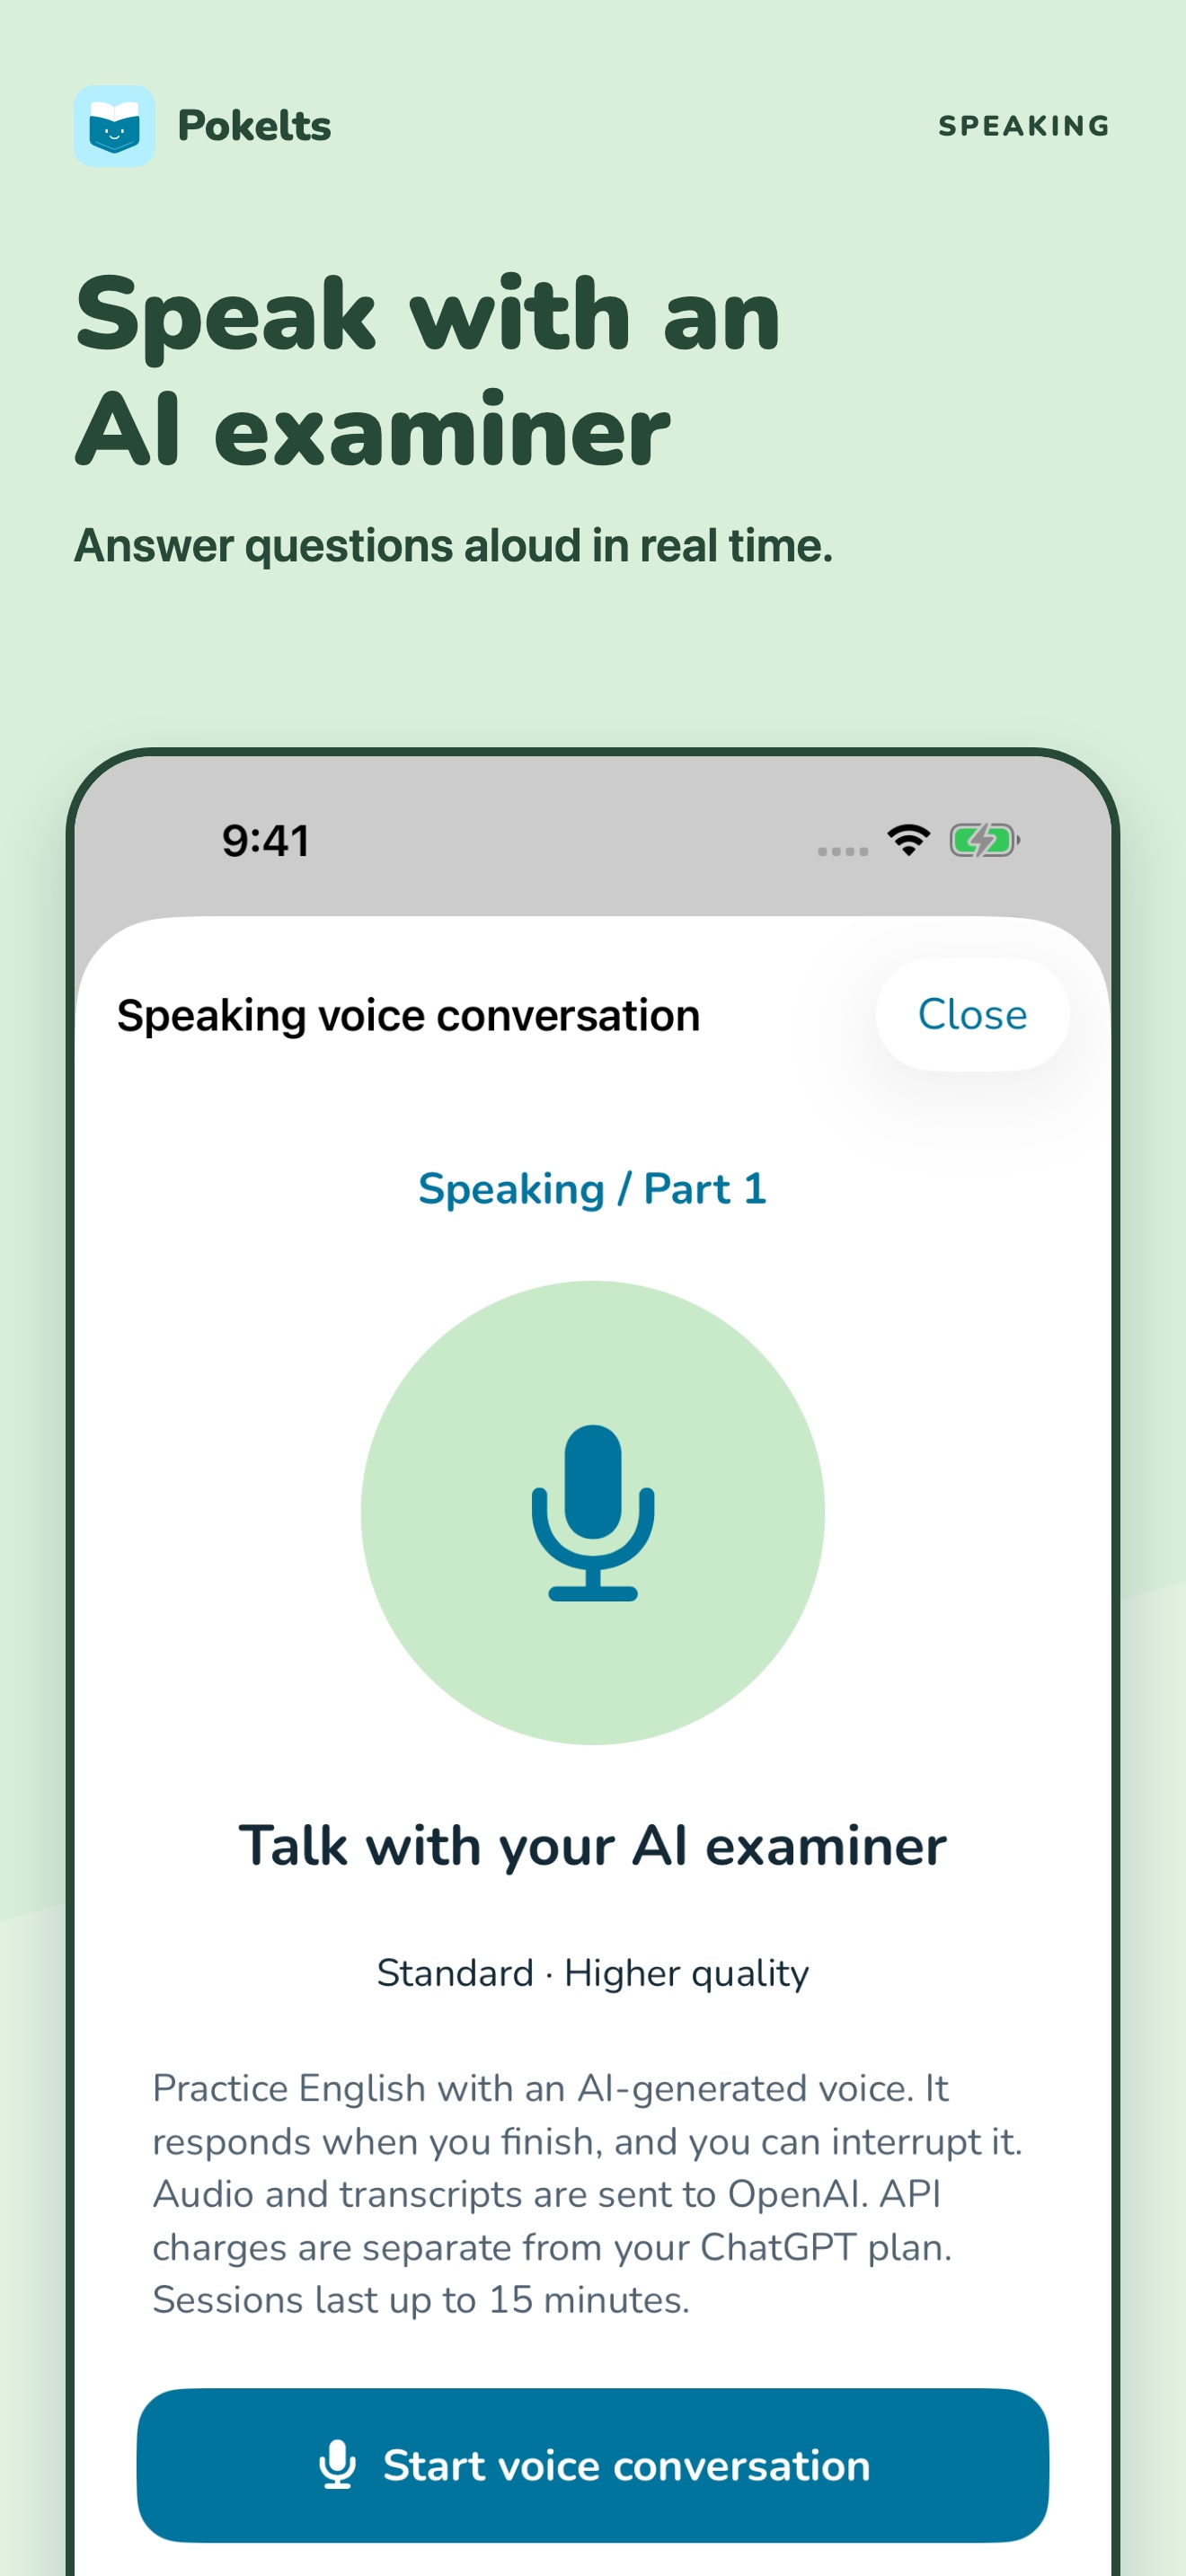 Pokelts
SPEAKING
Speak with an
AI examiner
Answer questions aloud in real time.
9:41
Speaking voice conversation
Close
Speaking / Part 1
Talk with your AI examiner
Standard · Higher quality
Practice English with an AI-generated voice. It
responds when you finish, and you can interrupt it.
Audio and transcripts are sent to OpenAI. API
charges are separate from your ChatGPT plan.
Sessions last up to 15 minutes.
Start voice conversation